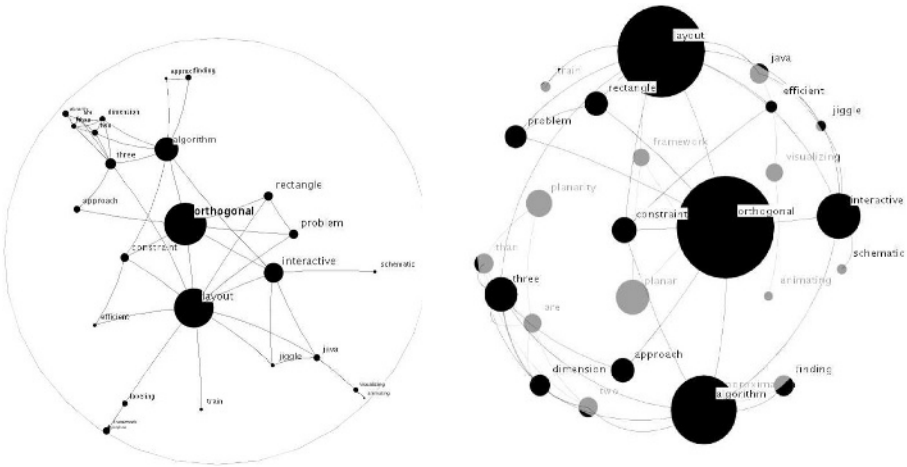 finding
dimension
algorithm
three
rectangle
approach
orthogonal
problem
constraint
interactive
schematic
layout
efficient
java
jiggle
train
layout
java
train
rectangle
efficient
jiggle
problem
framework
visualizing
planarity
interactive
constraint
orthogonal
schematic
than
three
planar
animating
are
approach
dimension
finding
algorithm
two